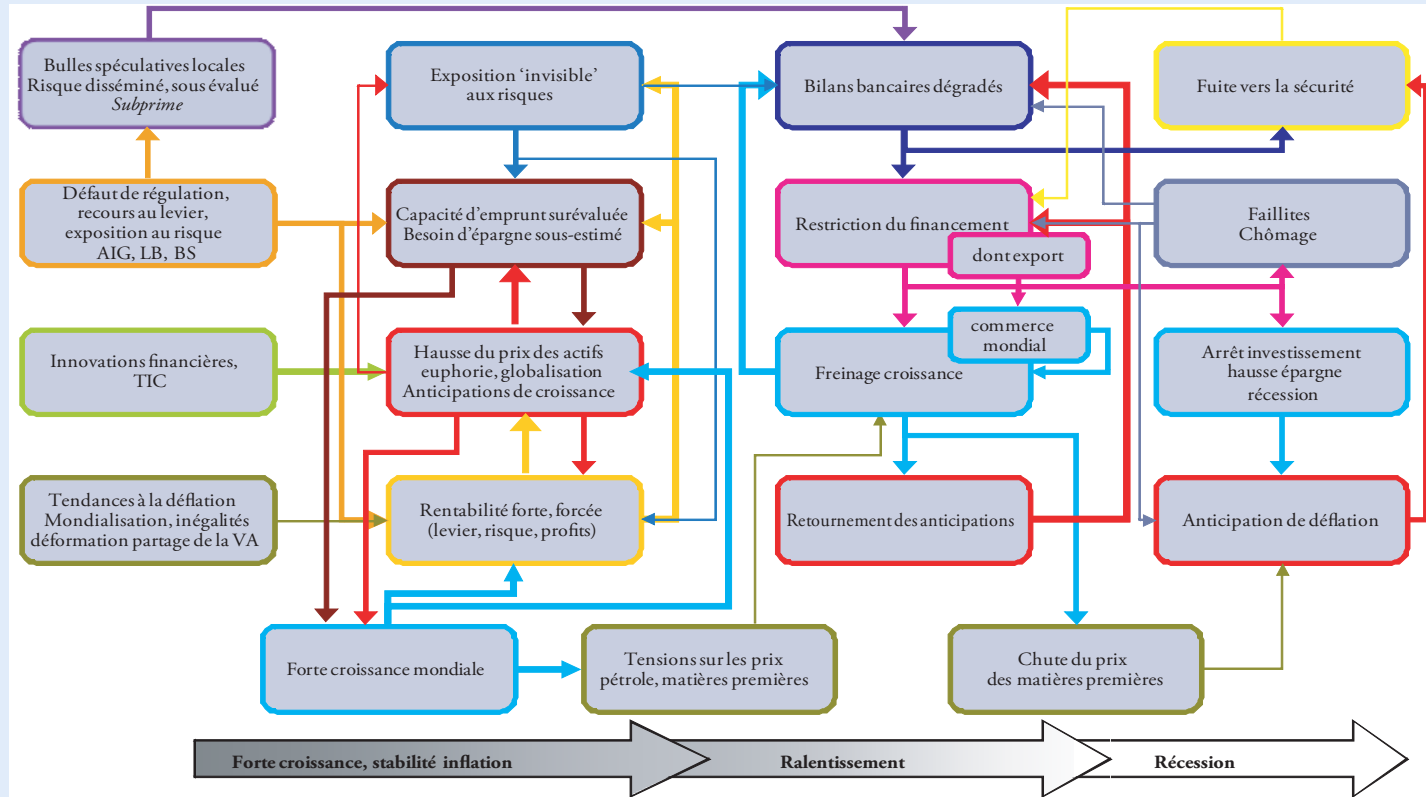 Bulles spéculatives locales
Risque disséminé, sous évalué
Subprime
Exposition ‘invisible’
aux risques
Bilans bancaires dégradés
Fuite vers la sécurité
Défaut de régulation,
recours au levier,
exposition au risque
AIG, LB, BS
Capacité d’emprunt surévaluée
Besoin d’épargne sous-estimé
Restriction du financement
dont export
Faillites
Chômage
Innovations financières,
TIC
Hausse du prix des actifs
euphorie, globalisation
Anticipations de croissance
commerce
mondial
Freinage croissance
Arrêt investissement
hausse épargne
récession
Tendances à la déflation
Mondialisation, inégalités
déformation partage de la VA
Rentabilité forte, forcée
(levier, risque, profits)
Retournement des anticipations
Anticipation de déflation
Forte croissance mondiale
Tensions sur les prix
pétrole, matières premières
Chute du prix
des matières premières
Forte croissance, stabilité inflation
Ralentissement
Récession